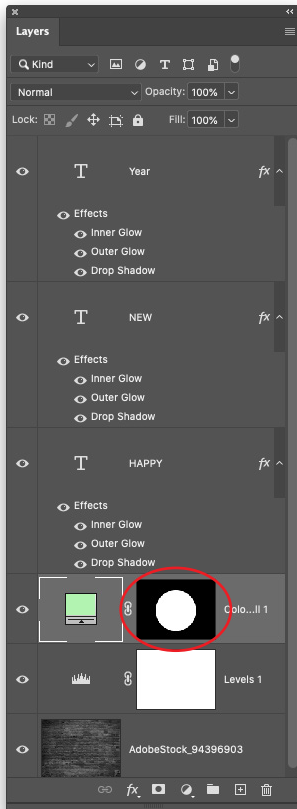 Layers
Kind T
Normal Opacity: 100%
Lock: Fill: 100%
T Year fx
Effects
Inner Glow
Outer Glow
Drop Shadow
T NEW fx
Effects
Inner Glow
Outer Glow
Drop Shadow
T HAPPY fx
Effects
Inner Glow
Outer Glow
Drop Shadow
Colo...ll 1
Levels 1
AdobeStock_94396903
fx